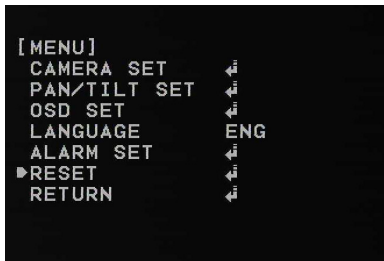 [MENU]
CAMERA SET
PAN/TILT SET
OSD SET
LANGUAGE ENG
ALARM SET
RESET
RETURN